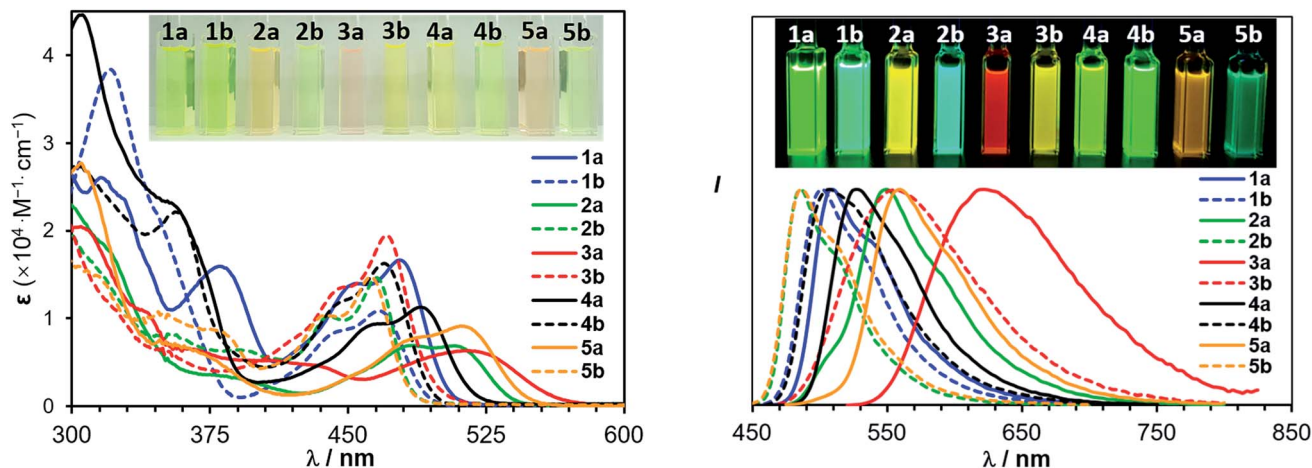 1a 1b 2a 2b 3a 3b 4a 4b 5a 5b
ε (×10⁴·M⁻¹·cm⁻¹)
4
3
2
1
0
1a
1b
2a
2b
3a
3b
4a
4b
5a
5b
300 375 450 525 600
λ / nm
1a 1b 2a 2b 3a 3b 4a 4b 5a 5b
I
1a
1b
2a
2b
3a
3b
4a
4b
5a
5b
450 550 650 750 850
λ / nm